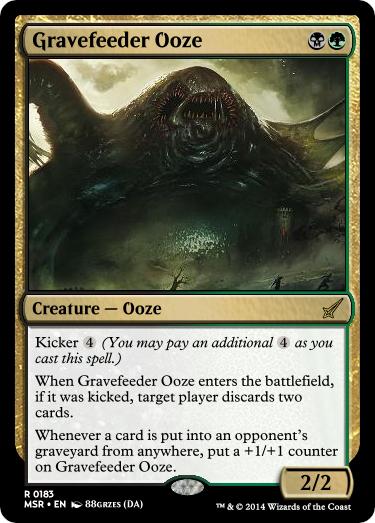 Gravefeeder Ooze
Creature — Ooze
Kicker 4 (You may pay an additional 4 as you
cast this spell.)
When Gravefeeder Ooze enters the battlefield,
if it was kicked, target player discards two
cards.
Whenever a card is put into an opponent's
graveyard from anywhere, put a +1/+1 counter
on Gravefeeder Ooze.
2/2
R 0183
MSR • EN 88GRZES (DA)
™ & © 2014 Wizards of the Coast